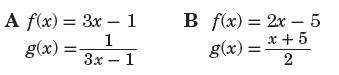 A f(x) = 3x – 1 B f(x) = 2x – 5
g(x) = 1/(3x – 1) g(x) = (x + 5)/2